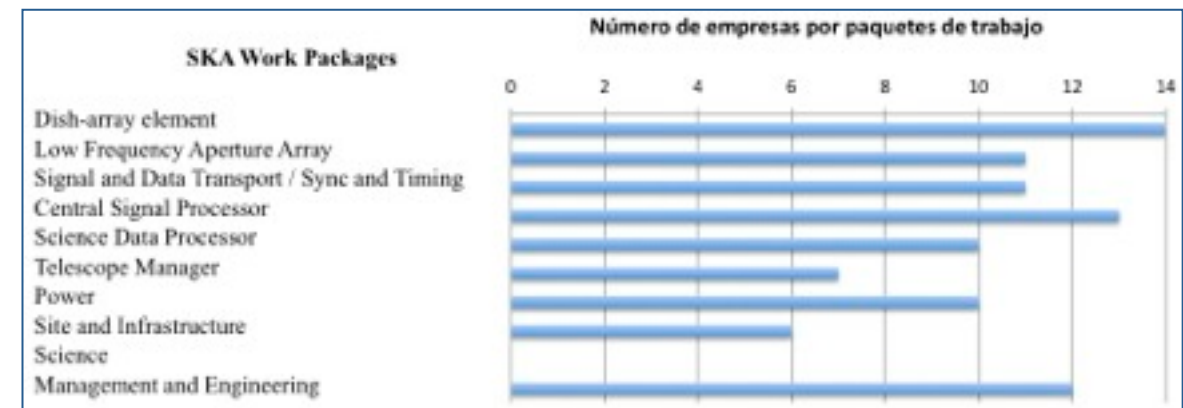 Número de empresas por paquetes de trabajo
SKA Work Packages
0 2 4 6 8 10 12 14
Dish-array element
Low Frequency Aperture Array
Signal and Data Transport / Sync and Timing
Central Signal Processor
Science Data Processor
Telescope Manager
Power
Site and Infrastructure
Science
Management and Engineering